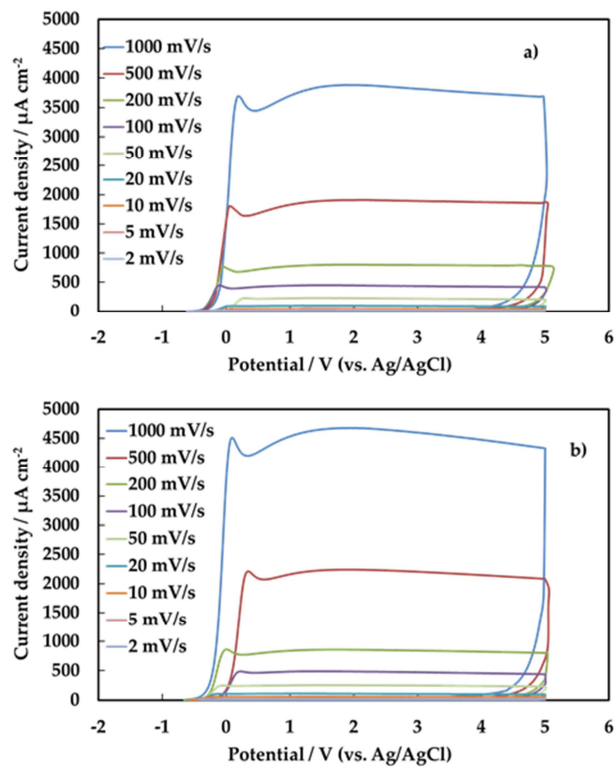 5000
4500
4000
3500
3000
2500
2000
1500
1000
500
0
Current density / µA cm-2
1000 mV/s
500 mV/s
200 mV/s
100 mV/s
50 mV/s
20 mV/s
10 mV/s
5 mV/s
2 mV/s
a)
-2 -1 0 1 2 3 4 5 6
Potential / V (vs. Ag/AgCl)
5000
4500
4000
3500
3000
2500
2000
1500
1000
500
0
Current density / µA cm-2
1000 mV/s
500 mV/s
200 mV/s
100 mV/s
50 mV/s
20 mV/s
10 mV/s
5 mV/s
2 mV/s
b)
-2 -1 0 1 2 3 4 5 6
Potential / V (vs. Ag/AgCl)